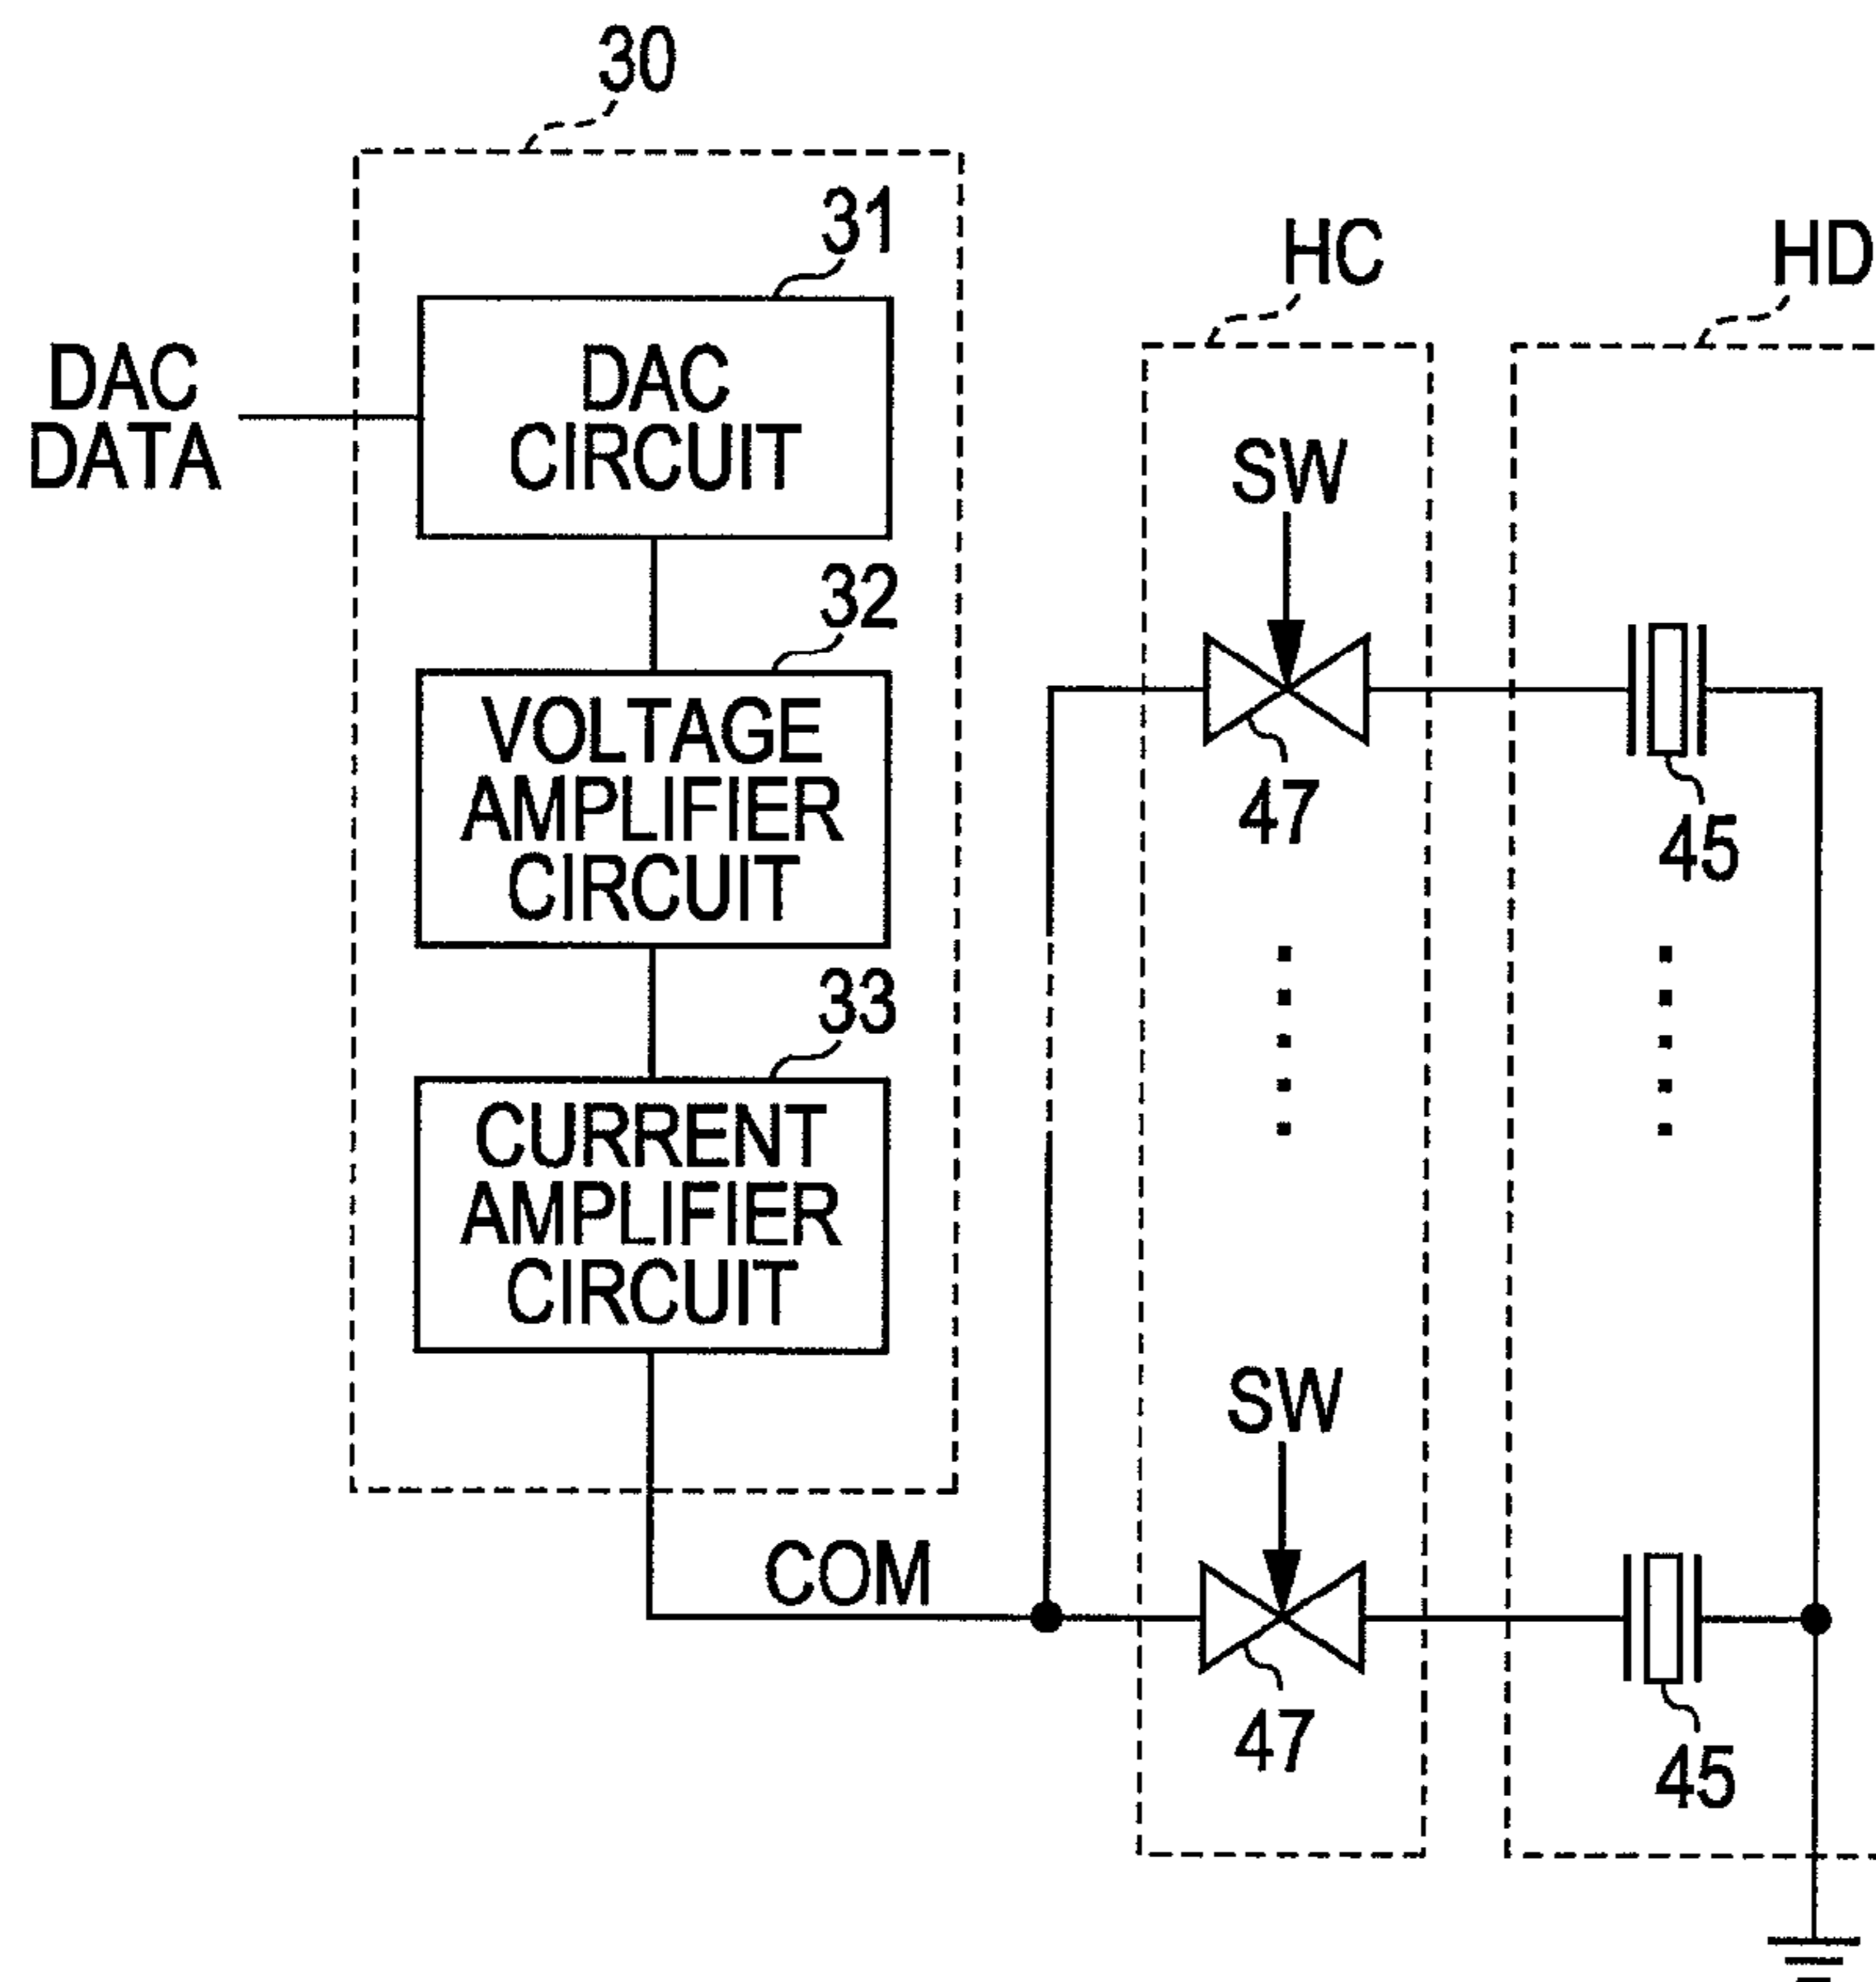 30
31
HC
HD
DAC
DATA
DAC
CIRCUIT
SW
32
VOLTAGE
AMPLIFIER
CIRCUIT
47
45
33
CURRENT
AMPLIFIER
CIRCUIT
SW
COM
47
45